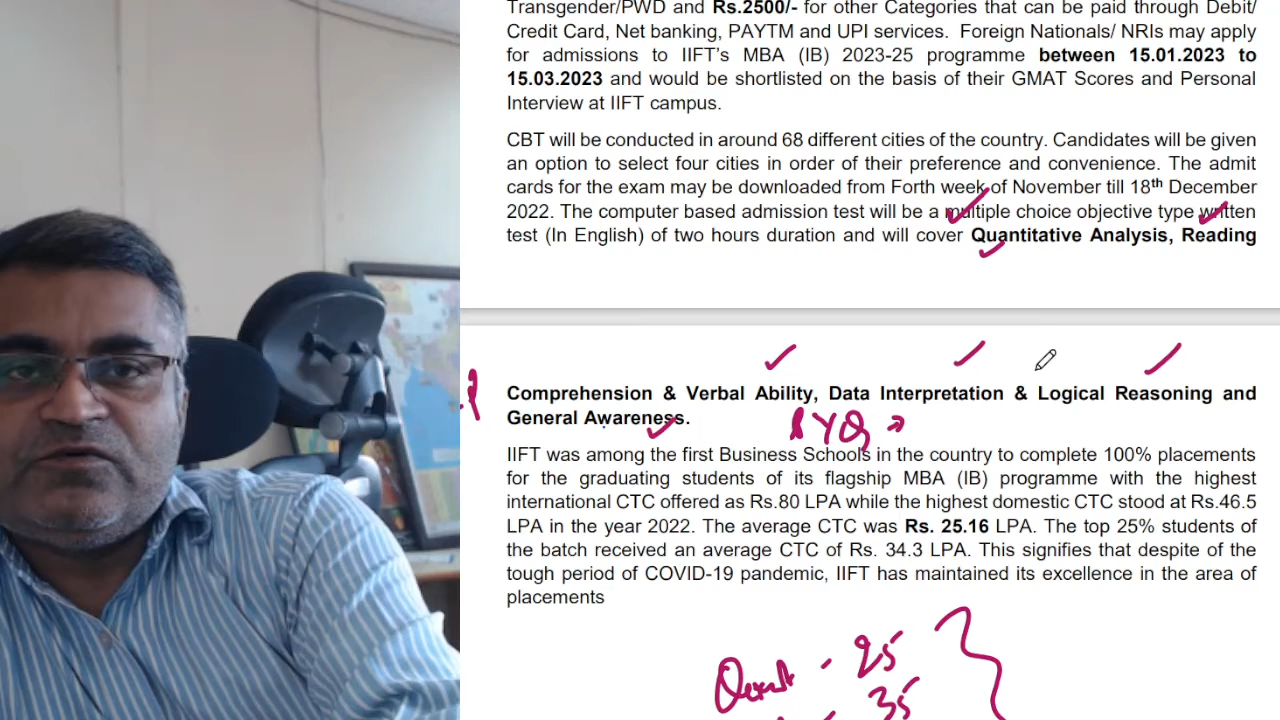 Transgender/PWD and Rs.2500/- for other Categories that can be paid through Debit/
Credit Card, Net banking, PAYTM and UPI services. Foreign Nationals/ NRIs may apply
for admissions to IIFT's MBA (IB) 2023-25 programme between 15.01.2023 to
15.03.2023 and would be shortlisted on the basis of their GMAT Scores and Personal
Interview at IIFT campus.
CBT will be conducted in around 68 different cities of the country. Candidates will be given
an option to select four cities in order of their preference and convenience. The admit
cards for the exam may be downloaded from Forth week of November till 18th December
2022. The computer based admission test will be a multiple choice objective type written
test (In English) of two hours duration and will cover Quantitative Analysis, Reading
Comprehension & Verbal Ability, Data Interpretation & Logical Reasoning and
General Awareness.
IIFT was among the first Business Schools in the country to complete 100% placements
for the graduating students of its flagship MBA (IB) programme with the highest
international CTC offered as Rs.80 LPA while the highest domestic CTC stood at Rs.46.5
LPA in the year 2022. The average CTC was Rs. 25.16 LPA. The top 25% students of
the batch received an average CTC of Rs. 34.3 LPA. This signifies that despite of the
tough period of COVID-19 pandemic, IIFT has maintained its excellence in the area of
placements
Quant - 25
35